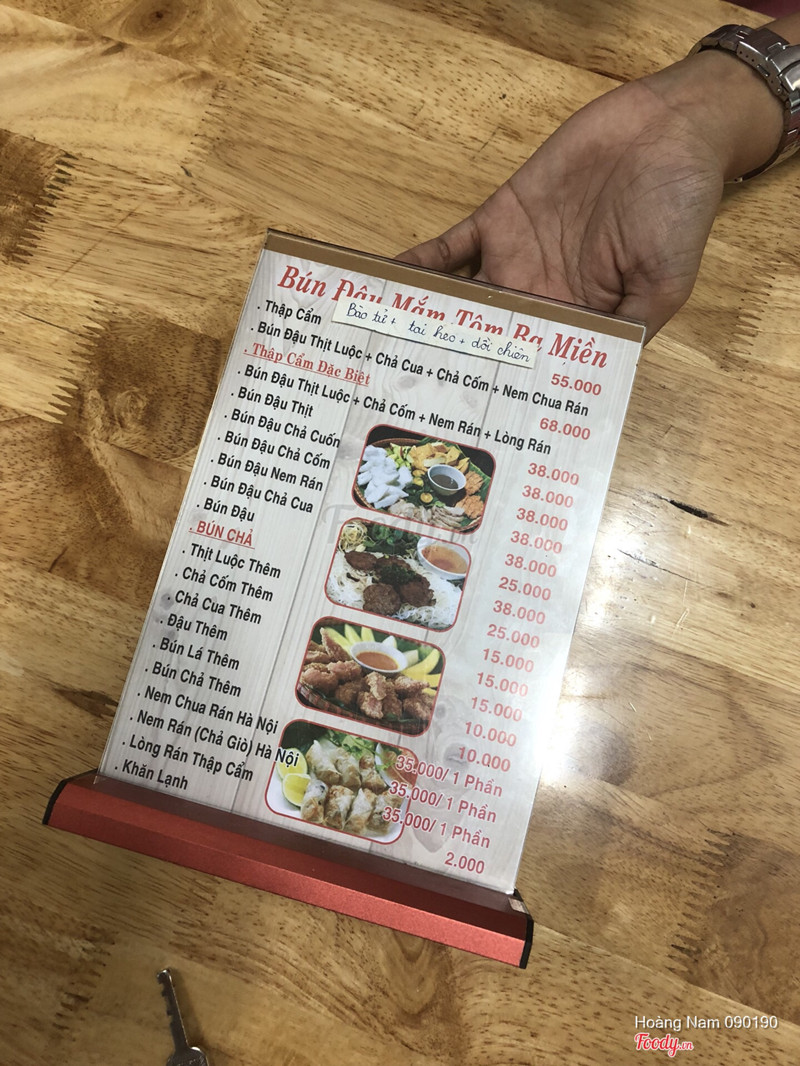 Bún Đậu Mắm Tôm Ba Miền
Bào tử + tai heo + dồi chiên
. Thập Cẩm
. Bún Đậu Thịt Luộc + Chả Cua + Chả Cốm + Nem Chua Rán 55.000
. Thập Cẩm Đặc Biệt
. Bún Đậu Thịt Luộc + Chả Cốm + Nem Rán + Lòng Rán 68.000
. Bún Đậu Thịt 38.000
. Bún Đậu Chả Cuốn 38.000
. Bún Đậu Chả Cốm 38.000
. Bún Đậu Nem Rán 38.000
. Bún Đậu Chả Cua 38.000
. Bún Đậu 25.000
. BÚN CHẢ 38.000
. Thịt Luộc Thêm 25.000
. Chả Cốm Thêm 15.000
. Chả Cua Thêm 15.000
. Đậu Thêm 15.000
. Bún Lá Thêm 10.000
. Bún Chả Thêm 10.000
. Nem Chua Rán Hà Nội 35.000/ 1 Phần
. Nem Rán (Chả Giò) Hà Nội 35.000/ 1 Phần
. Lòng Rán Thập Cẩm 35.000/ 1 Phần
. Khăn Lạnh 2.000
Foody.vn
Hoàng Nam 090190
Foody.vn